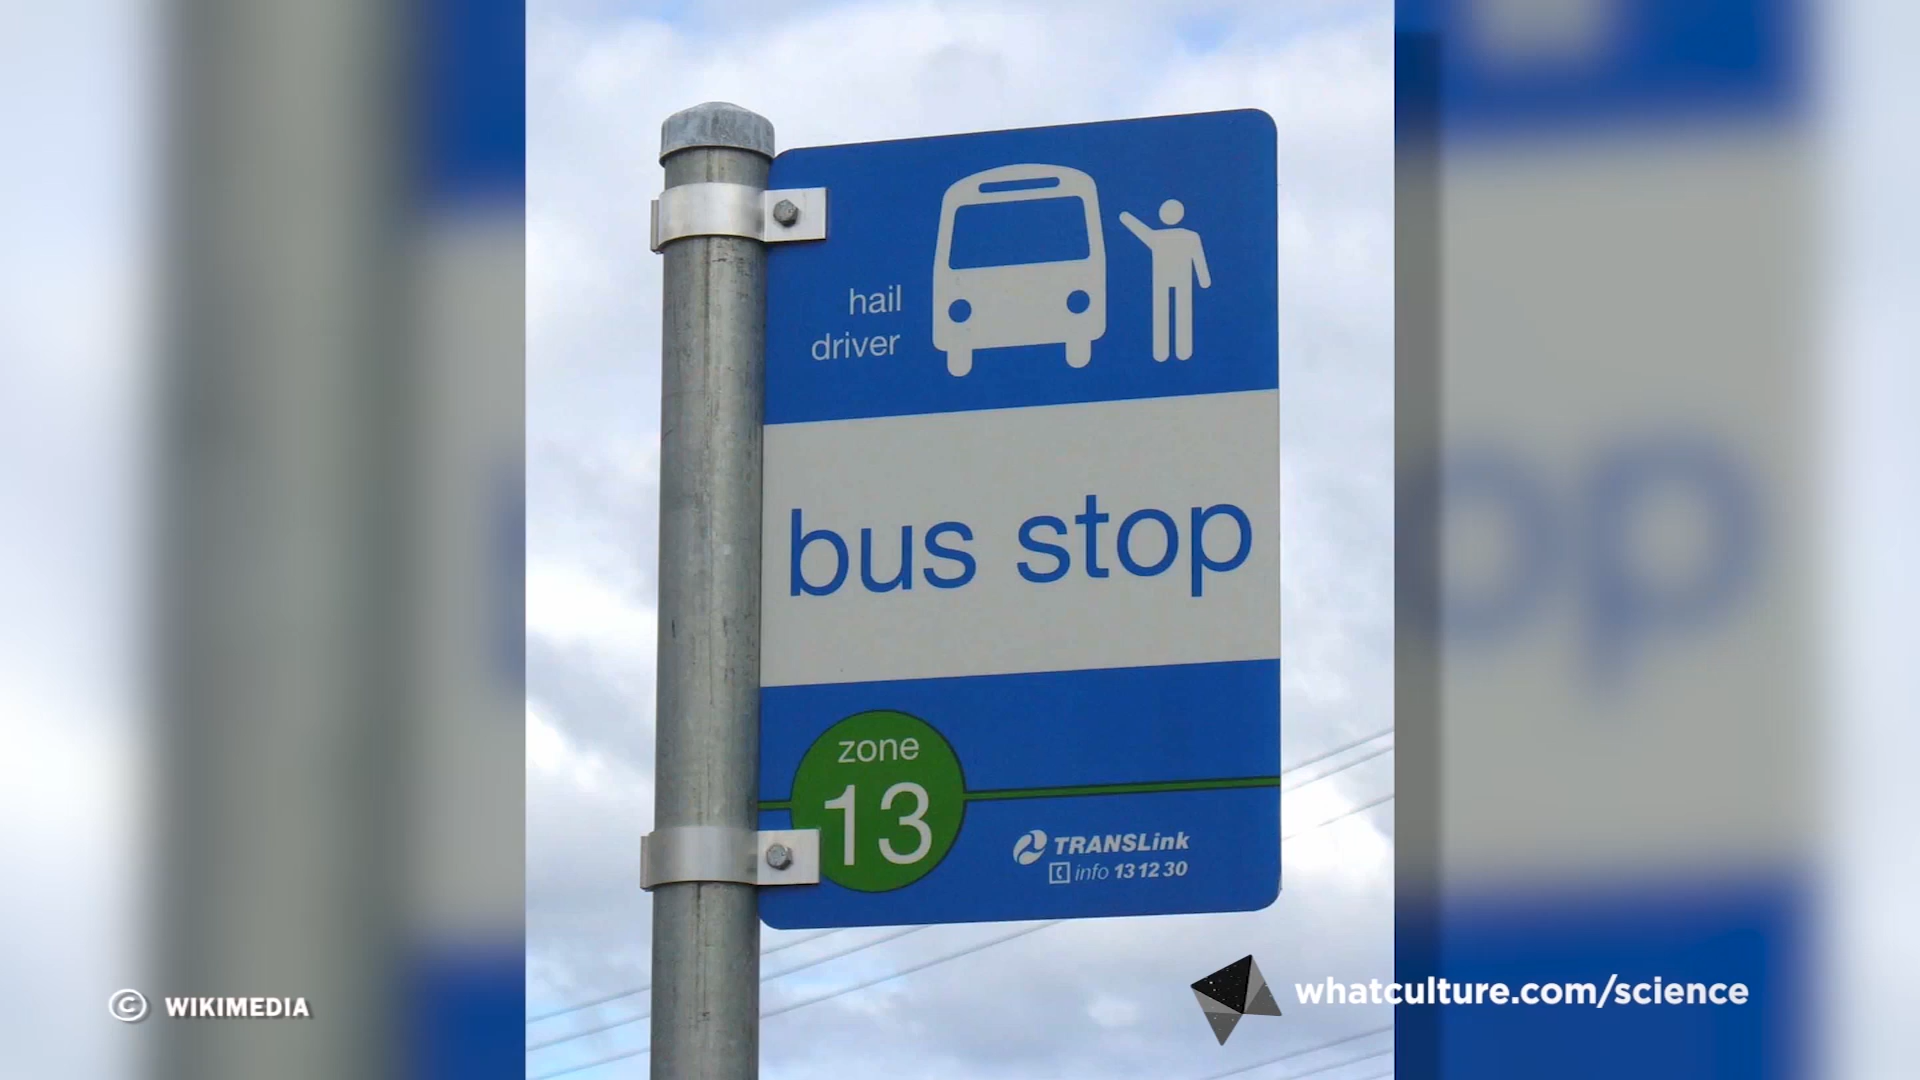 hail
driver
bus stop
zone
13
TRANSLink
info 13 12 30
© WIKIMEDIA
whatculture.com/science